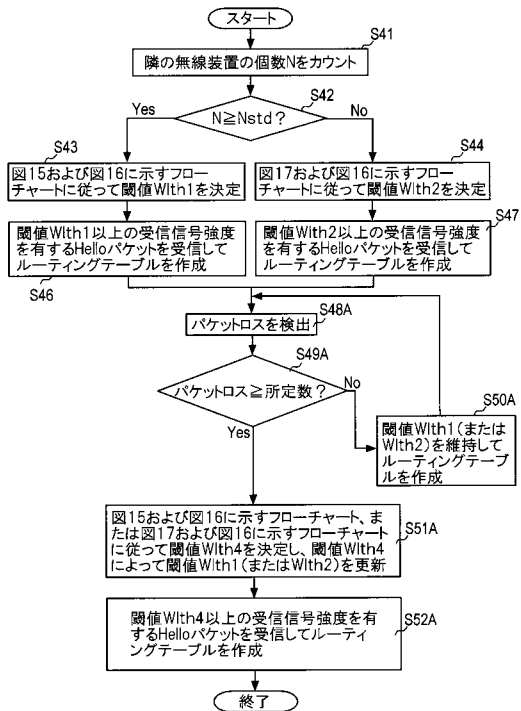 スタート
S41
隣の無線装置の個数Nをカウント
S42
N≧Nstd?
Yes
No
S43
図15および図16に示すフロー
チャートに従って閾値Wlth1を決定
S44
図17および図16に示すフロー
チャートに従って閾値Wlth2を決定
閾値Wlth1以上の受信信号強度
を有するHelloパケットを受信して
ルーティングテーブルを作成
S46
閾値Wlth2以上の受信信号強度
を有するHelloパケットを受信して
ルーティングテーブルを作成
S47
パケットロスを検出
S48A
S49A
パケットロス≧所定数?
No
Yes
S50A
閾値Wlth1(または
Wlth2)を維持して
ルーティングテーブ
ルを作成
図15および図16に示すフローチャート、ま
たは図17および図16に示すフローチャート
に従って閾値Wlth4を決定し、閾値Wlth4
によって閾値Wlth1(またはWlth2)を更新
S51A
閾値Wlth4以上の受信信号強度を有
するHelloパケットを受信してルーティ
ングテーブルを作成
S52A
終了